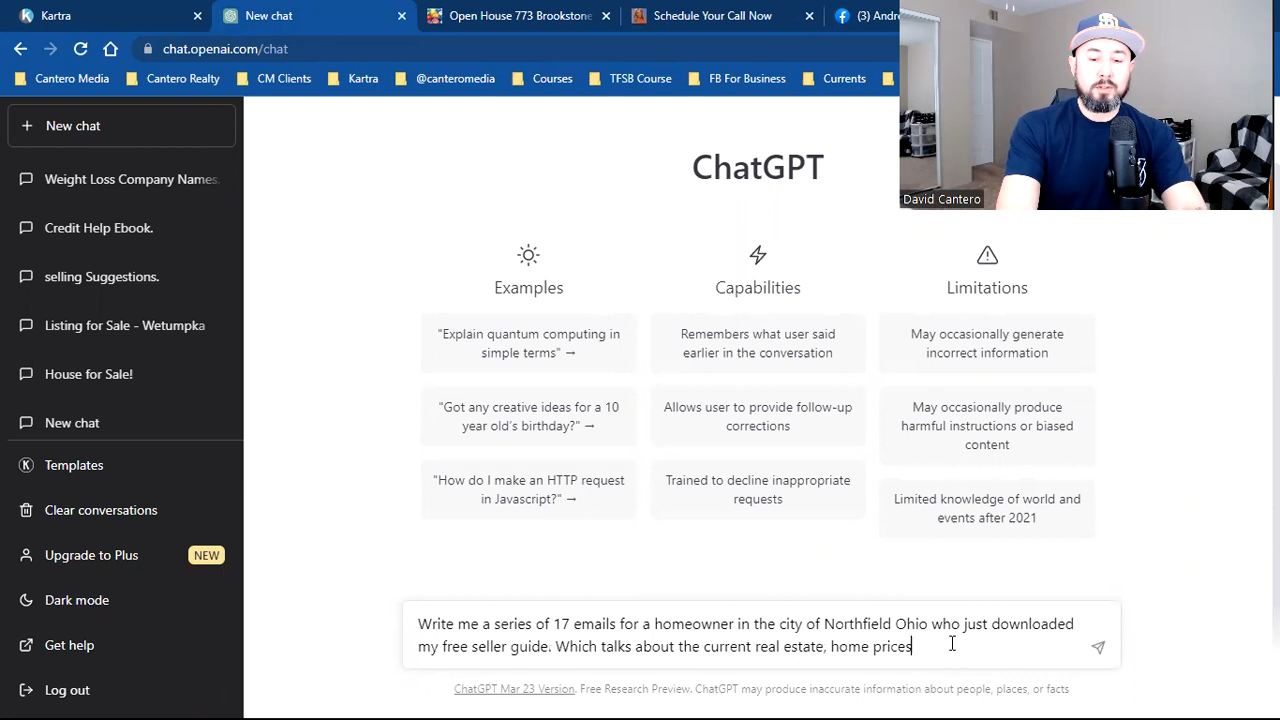 Kartra
New chat
Open House 773 Brookstone
Schedule Your Call Now
(3) Andre
chat.openai.com/chat
Cantero Media
Cantero Realty
CM Clients
Kartra
@canteromedia
Courses
TFSB Course
FB For Business
Currents
David Cantero
New chat
Weight Loss Company Names.
Credit Help Ebook.
selling Suggestions.
Listing for Sale - Wetumpka
House for Sale!
New chat
Templates
Clear conversations
Upgrade to Plus
NEW
Dark mode
Get help
Log out
ChatGPT
Examples
"Explain quantum computing in
simple terms" →
"Got any creative ideas for a 10
year old's birthday?" →
"How do I make an HTTP request
in Javascript?" →
Capabilities
Remembers what user said
earlier in the conversation
Allows user to provide follow-up
corrections
Trained to decline inappropriate
requests
Limitations
May occasionally generate
incorrect information
May occasionally produce
harmful instructions or biased
content
Limited knowledge of world and
events after 2021
Write me a series of 17 emails for a homeowner in the city of Northfield Ohio who just downloaded
my free seller guide. Which talks about the current real estate, home prices
ChatGPT Mar 23 Version. Free Research Preview. ChatGPT may produce inaccurate information about people, places, or facts